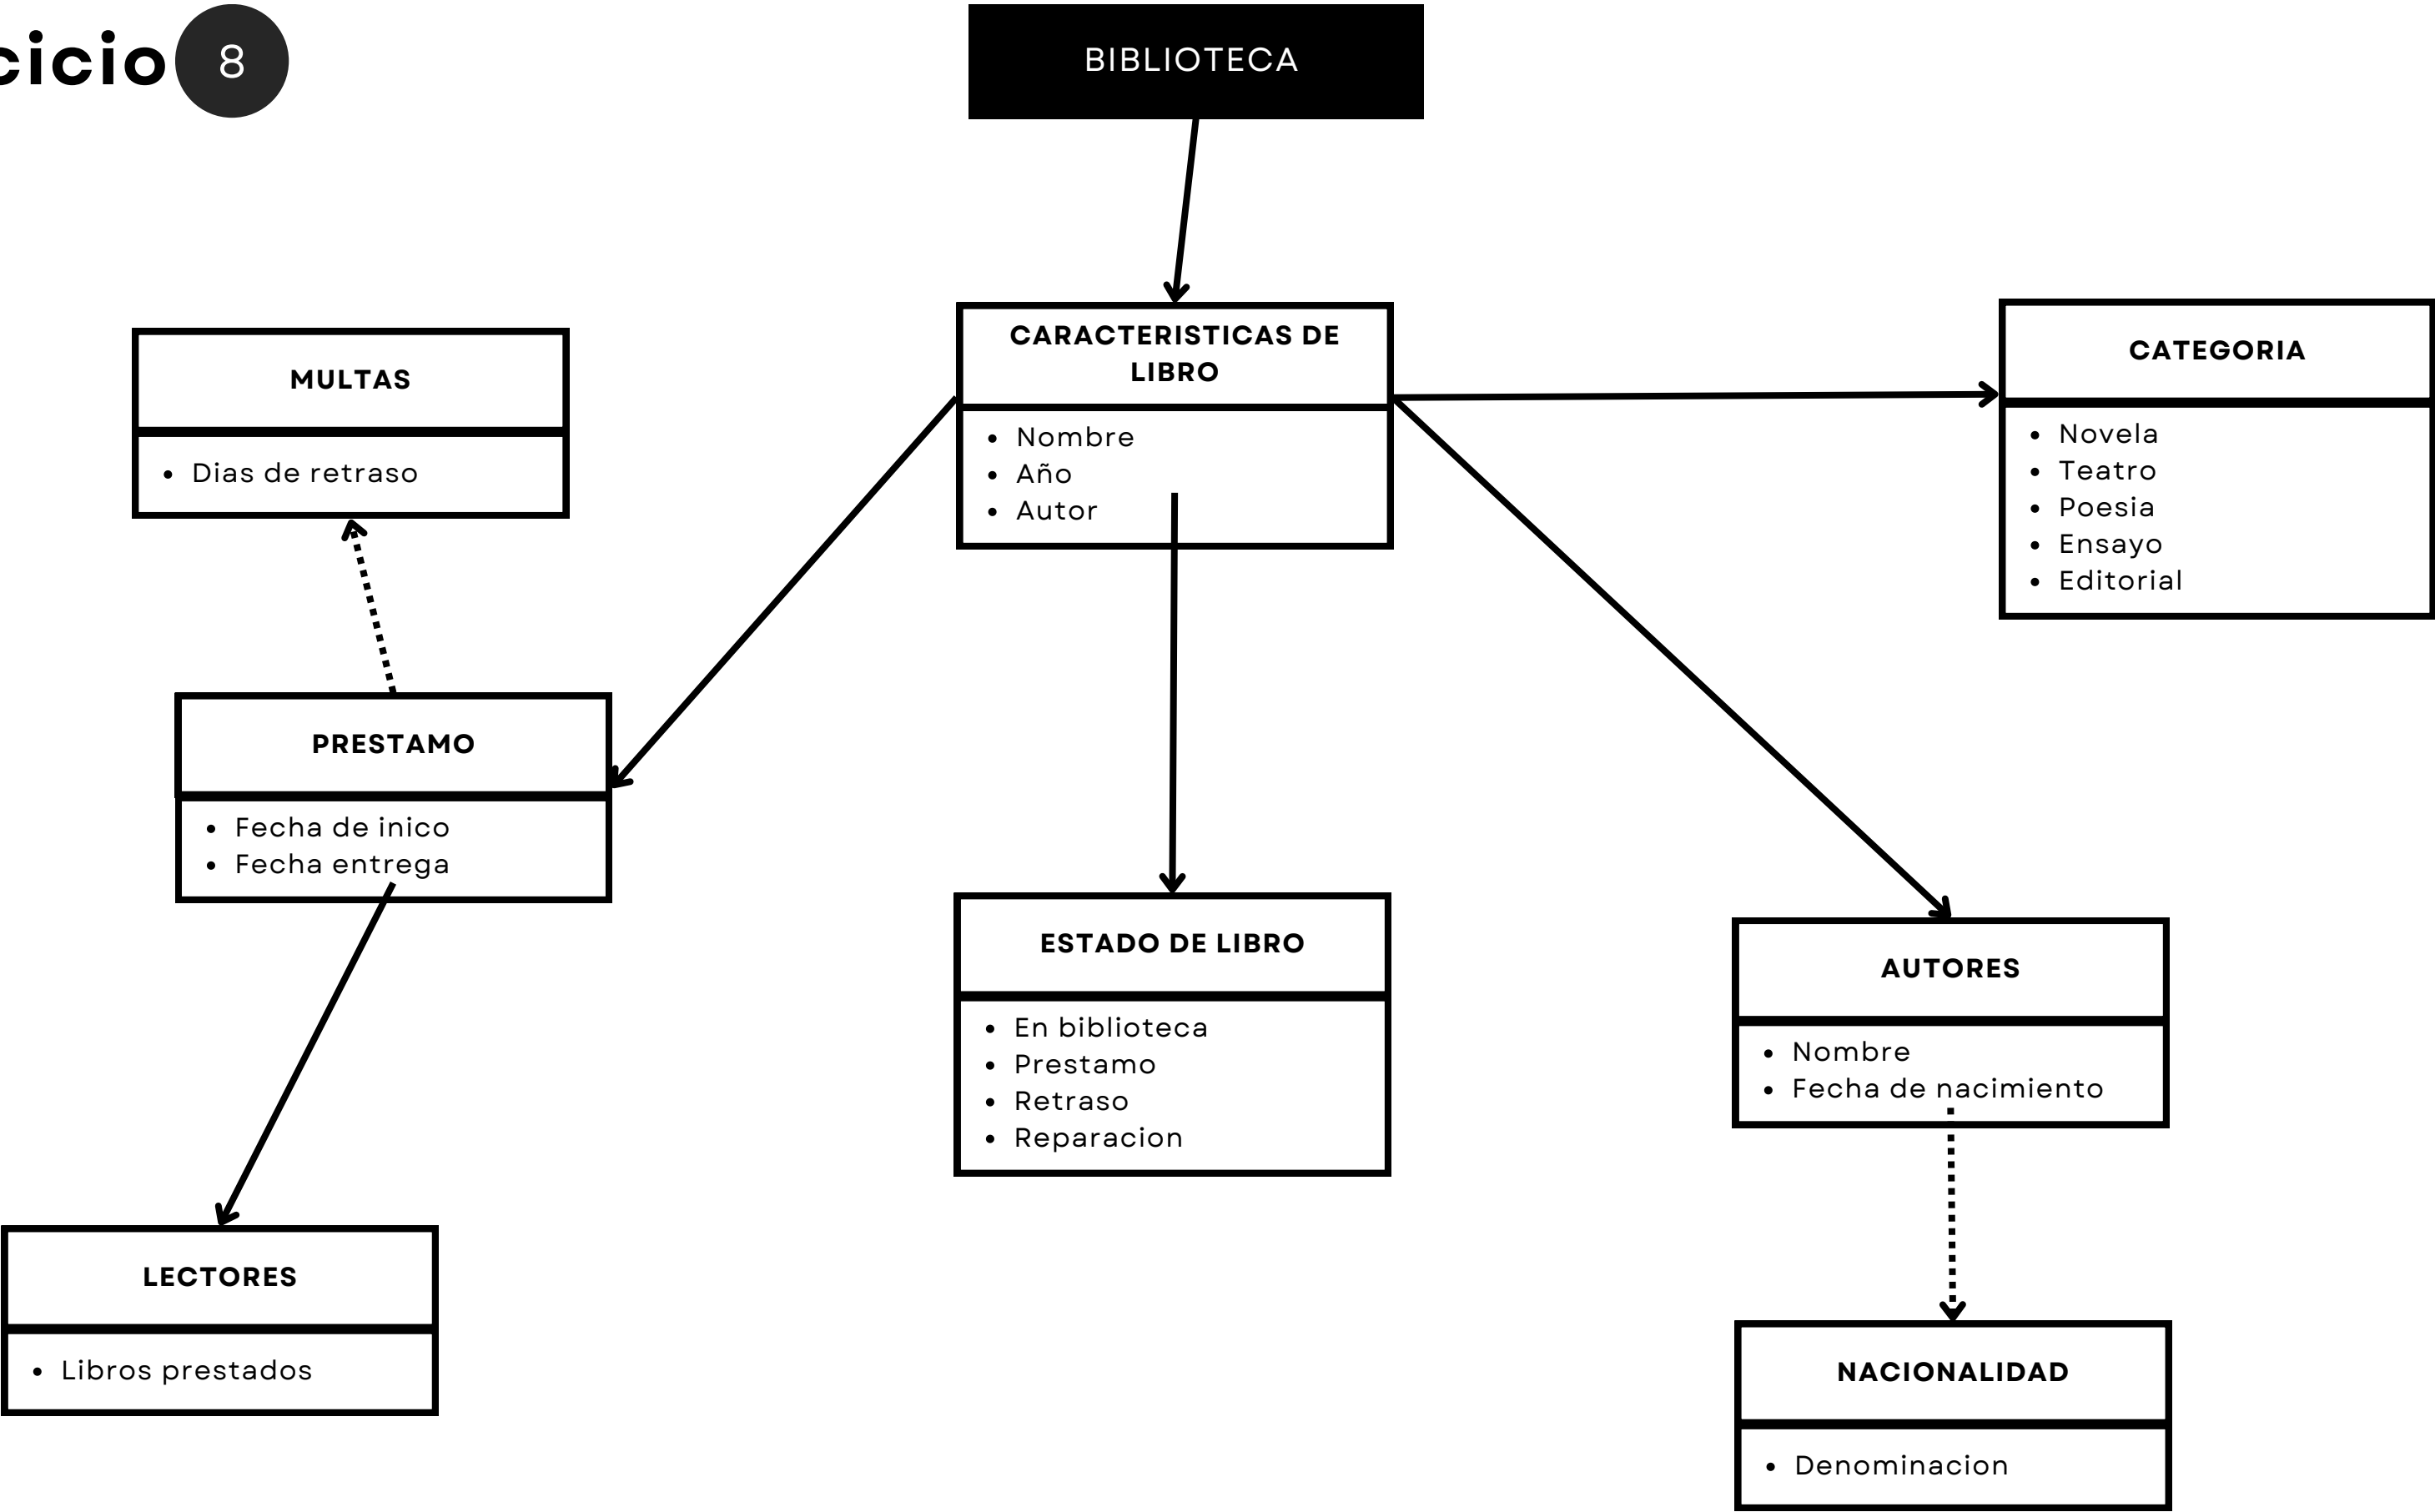 cicio 8
BIBLIOTECA
MULTAS
Dias de retraso
CARACTERISTICAS DE
LIBRO
Nombre
Año
Autor
CATEGORIA
Novela
Teatro
Poesia
Ensayo
Editorial
PRESTAMO
Fecha de inico
Fecha entrega
ESTADO DE LIBRO
En biblioteca
Prestamo
Retraso
Reparacion
AUTORES
Nombre
Fecha de nacimiento
LECTORES
Libros prestados
NACIONALIDAD
Denominacion